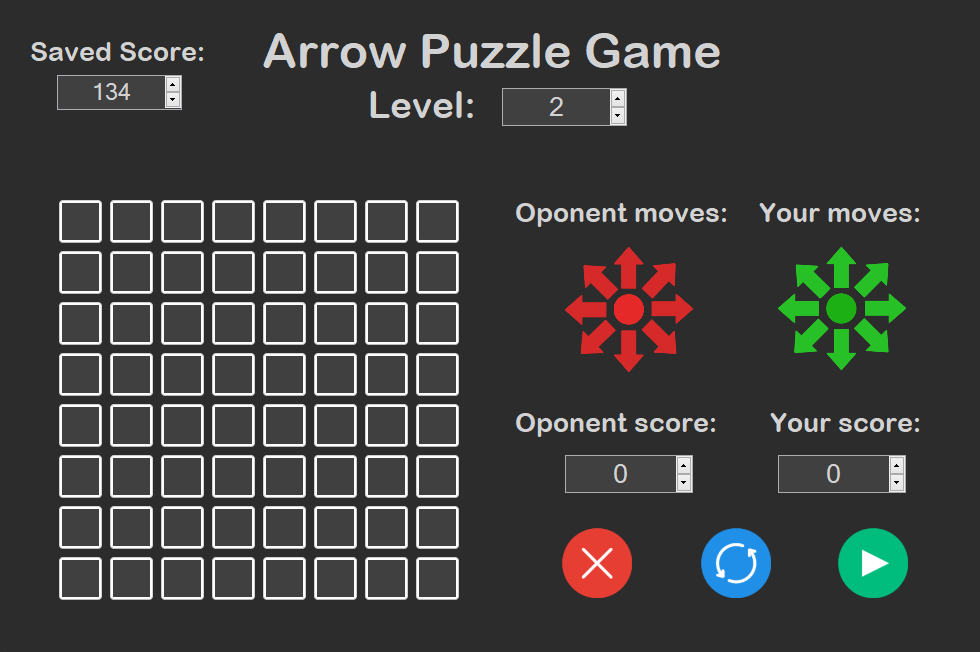 Saved Score:
134
Arrow Puzzle Game
Level: 2
Oponent moves: Your moves:
Oponent score: Your score:
0 0